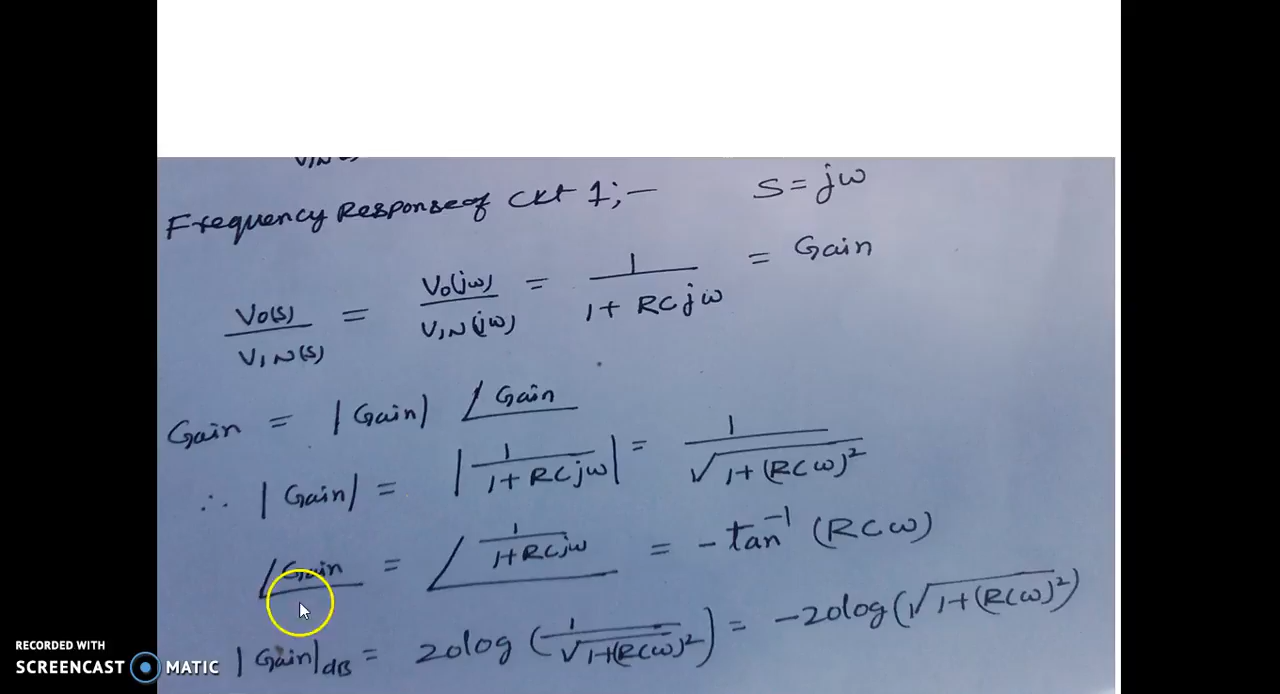 Frequency Response of Ckt 1;- S = jω
Vo(s)/VIN(s) = Vo(jω)/VIN(jω) = 1/(1 + RCjω) = Gain
Gain = |Gain| ∠Gain
∴ |Gain| = |1/(1 + RCjω)| = 1/√(1+(RCω)²)
∠Gain = ∠1/(1+RCjω) = -tan⁻¹(RCω)
|Gain|dB = 20log(1/√(1+(RCω)²)) = -20log(√(1+(RCω)²))
RECORDED WITH
SCREENCAST MATIC